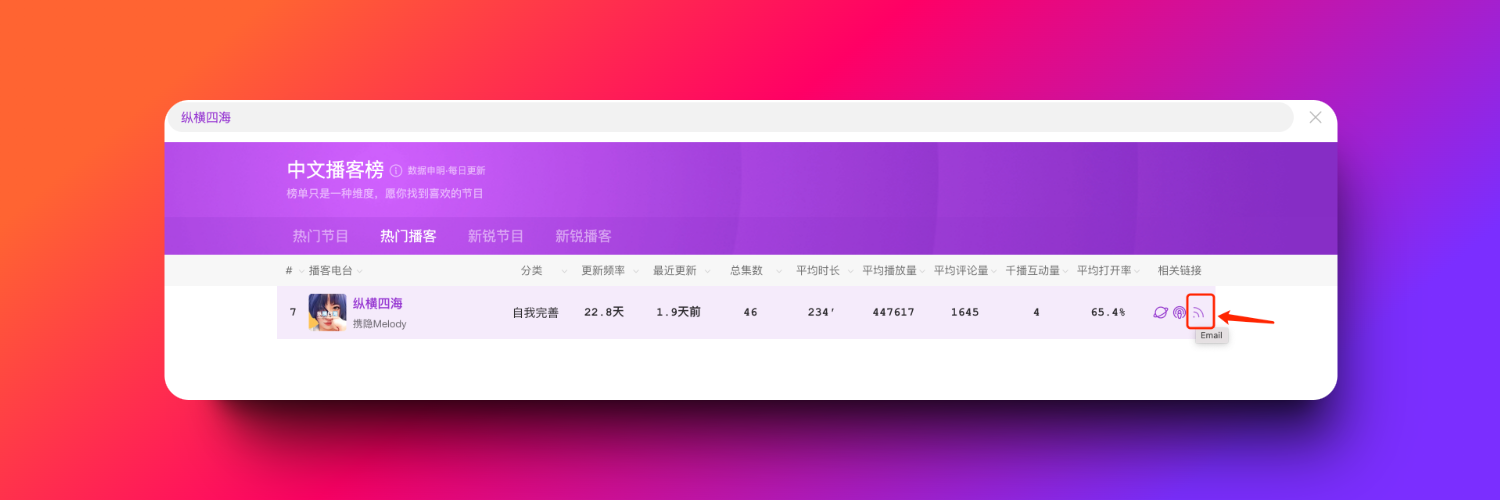 纵横四海
中文播客榜 数据申明·每日更新
榜单只是一种维度，愿你找到喜欢的节目
热门节目 热门播客 新锐节目 新锐播客
# 播客电台 分类 更新频率 最近更新 总集数 平均时长 平均播放量 平均评论量 千播互动量 平均打开率 相关链接
纵横四海
7 自我完善 22.8天 1.9天前 46 234′ 447617 1645 4 65.4%
携隐Melody
Email